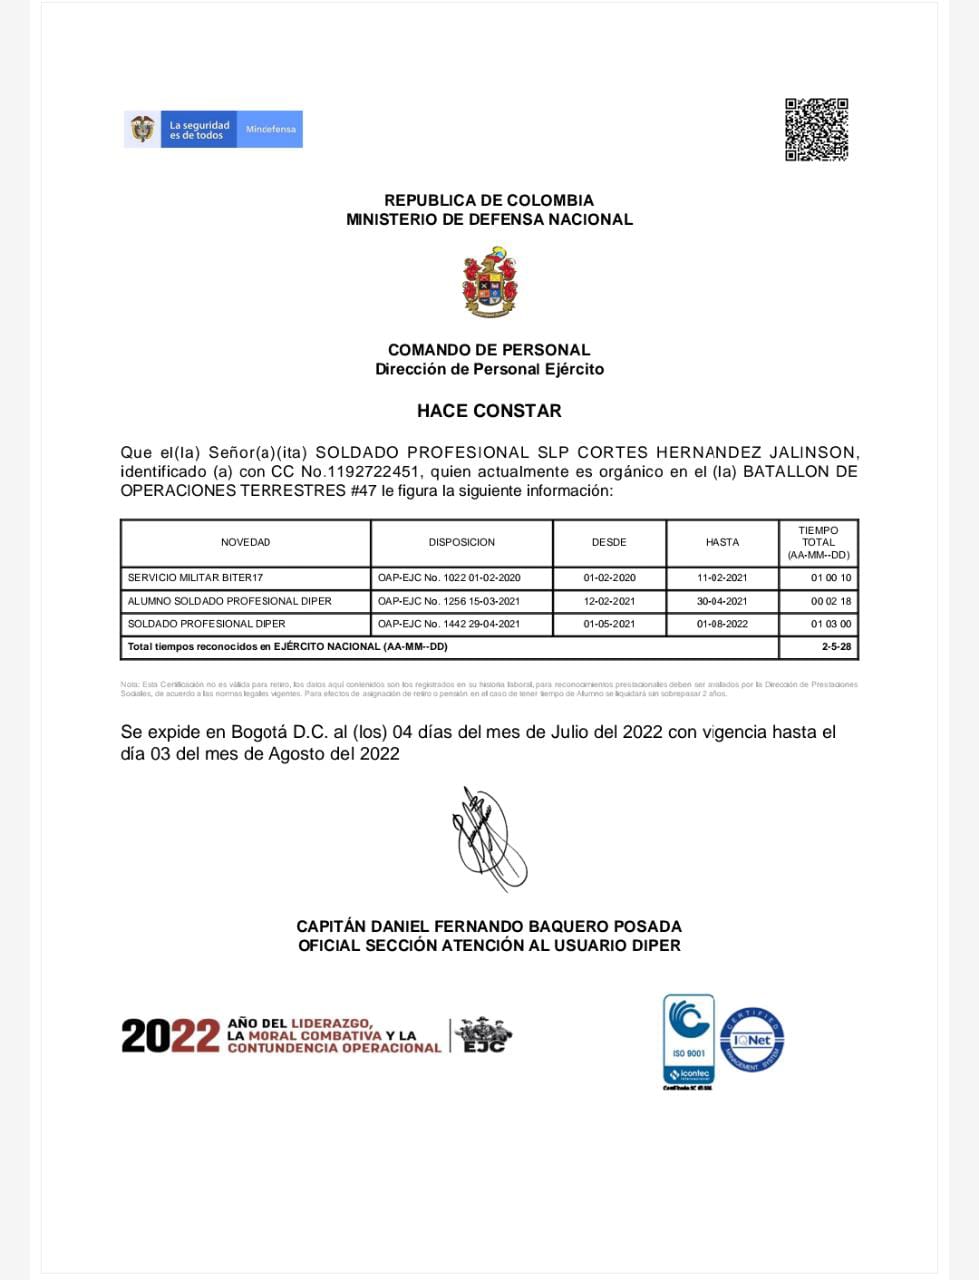 La seguridad
es de todos
Mindefensa
REPUBLICA DE COLOMBIA
MINISTERIO DE DEFENSA NACIONAL
COMANDO DE PERSONAL
Dirección de Personal Ejército
HACE CONSTAR
Que el(la) Señor(a)(ita) SOLDADO PROFESIONAL SLP CORTES HERNANDEZ JALINSON,
identificado (a) con CC No.1192722451, quien actualmente es orgánico en el (la) BATALLON DE
OPERACIONES TERRESTRES #47 le figura la siguiente información:
NOVEDAD DISPOSICION DESDE HASTA TIEMPO TOTAL (AA-MM--DD)
SERVICIO MILITAR BITER17 OAP-EJC No. 1022 01-02-2020 01-02-2020 11-02-2021 01 00 10
ALUMNO SOLDADO PROFESIONAL DIPER OAP-EJC No. 1256 15-03-2021 12-02-2021 30-04-2021 00 02 18
SOLDADO PROFESIONAL DIPER OAP-EJC No. 1442 29-04-2021 01-05-2021 01-08-2022 01 03 00
Total tiempos reconocidos en EJÉRCITO NACIONAL (AA-MM--DD) 2-5-28
Nota: Esta Certificación no es válida para retiro, los datos aquí contenidos son los registrados en su historia laboral, para reconocimientos prestacionales deben ser avalados por la Dirección de Prestaciones
Sociales, de acuerdo a las normas legales vigentes. Para efectos de asignación de retiro o pensión en el caso de tener tiempo de Alumno se liquidará sin sobrepasar 2 años.
Se expide en Bogotá D.C. al (los) 04 días del mes de Julio del 2022 con vigencia hasta el
día 03 del mes de Agosto del 2022
CAPITÁN DANIEL FERNANDO BAQUERO POSADA
OFICIAL SECCIÓN ATENCIÓN AL USUARIO DIPER
2022 AÑO DEL LIDERAZGO,
LA MORAL COMBATIVA Y LA
CONTUNDENCIA OPERACIONAL
EJC
ISO 9001
icontec
internacional
CERTIFIED
IQNet
MANAGEMENT SYSTEM